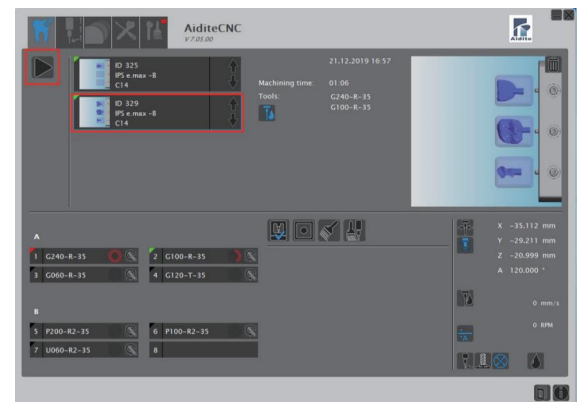 AiditeCNC
V 7.05.00
Aidite
ID 325
IPS e.max -8
C14
ID 329
IPS e.max -8
C14
21.12.2019 16:57
Machining time: 01:06
Tools: G240-R-35
G100-R-35
A
1 G240-R-35
2 G100-R-35
3 G060-R-35
4 G120-T-35
B
5 P200-R2-35
6 P100-R2-35
7 U060-R2-35
8
X -35.112 mm
Y -29.211 mm
Z -20.999 mm
A 120.000 °
0 mm/s
0 RPM